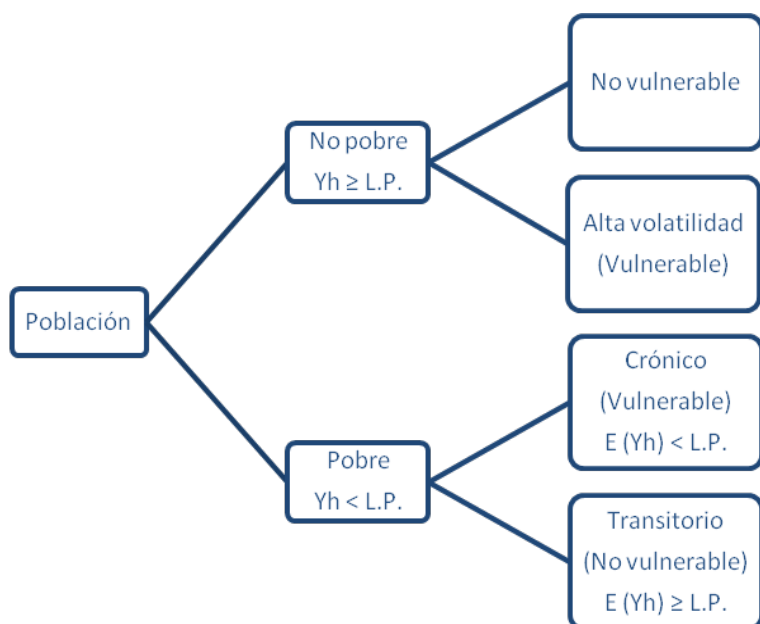 Población
No pobre
Yh ≥ L.P.
No vulnerable
Alta volatilidad
(Vulnerable)
Pobre
Yh < L.P.
Crónico
(Vulnerable)
E (Yh) < L.P.
Transitorio
(No vulnerable)
E (Yh) ≥ L.P.